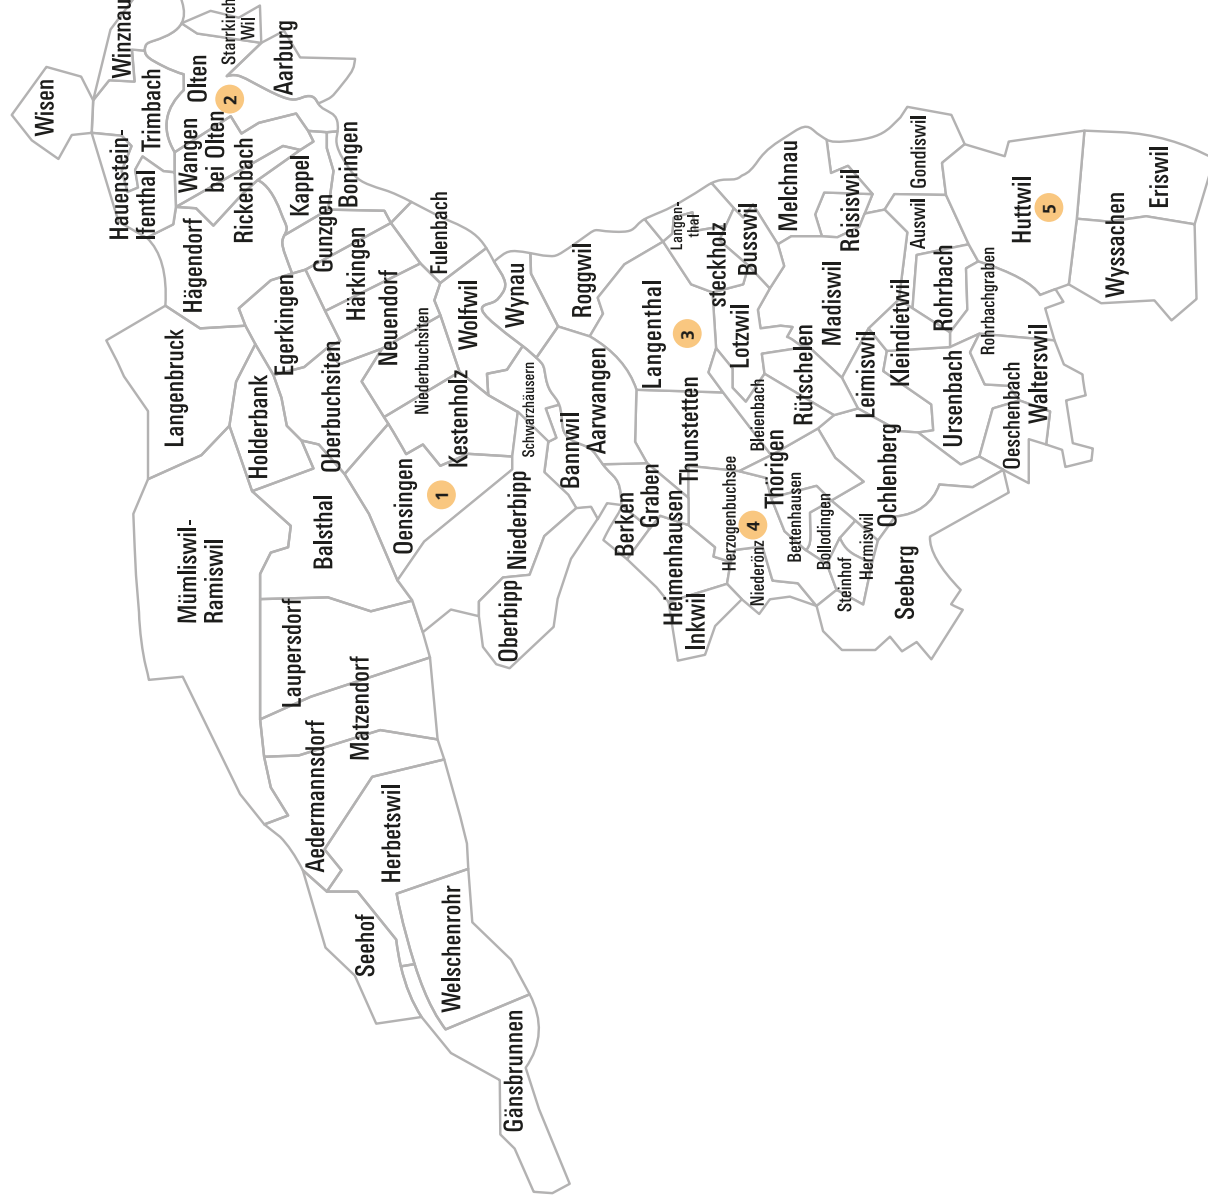 Wisen
Winznau
Starrkirch
Wil
Aarburg
Olten
2
Trimbach
Hauenstein-
Ifenthal
Wangen
bei Olten
Rickenbach
Kappel
Boningen
Hägendorf
Gunzgen
Härkingen
Fulenbach
Egerkingen
Neuendorf
Langenbruck
Holderbank
Oberbuchsiten
Niederbuchsiten
Wolfwil
Wynau
Roggwil
Kestenholz
Schwarzhäusern
Oensingen
1
Niederbipp
Bannwil
Aarwangen
Mümliswil-
Ramiswil
Balsthal
Oberbipp
Laupersdorf
Matzendorf
Aedermannsdorf
Herbetswil
Seehof
Welschenrohr
Gänsbrunnen
Langen-
thal
steckholz
Busswil
Melchnau
Reisiswil
Gondiswil
Auswil
Langenthal
3
Lotzwil
Madiswil
Kleindietwil
Rohrbach
Rohrbachgraben
Huttwil
5
Wyssachen
Eriswil
Thunstetten
Bleienbach
Rütschelen
Leimiswil
Ursenbach
Oeschenbach
Walterswil
Berken
Graben
Heimenhausen
Inkwil
Herzogenbuchsee
4
Niederönz
Thörigen
Bettenhausen
Bollodingen
Steinhof
Hermiswil
Ochlenberg
Seeberg